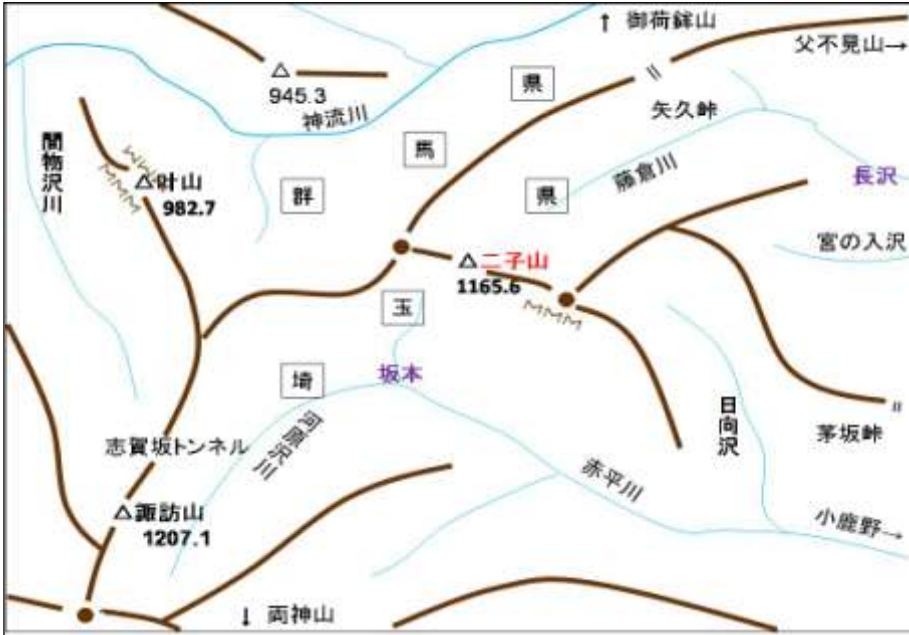 ↑ 御荷鉾山
父不見山→
△
945.3
県
矢久峠
神流川
馬
藤倉川
間物沢川
△叶山
982.7
群
県
長沢
宮の入沢
△二子山
1165.6
玉
坂本
埼
日向沢
志賀坂トンネル
河原沢川
茅坂峠
赤平川
△諏訪山
1207.1
小鹿野→
↓ 両神山